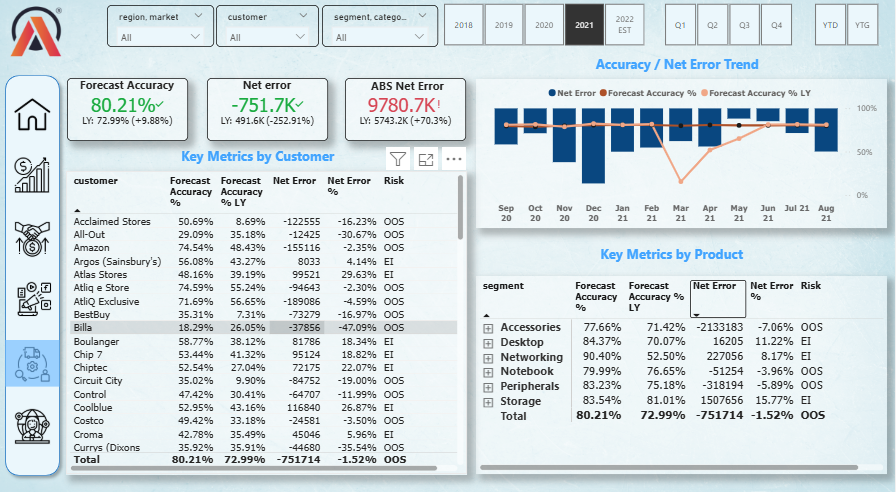 region, market
All
customer
All
segment, catego...
All
2018
2019
2020
2021
2022 EST
Q1
Q2
Q3
Q4
YTD
YTG
Forecast Accuracy
80.21%
LY: 72.99% (+9.88%)
Net error
-751.7K
LY: 491.6K (-252.91%)
ABS Net Error
9780.7K!
LY: 5743.2K (+70.3%)
Accuracy / Net Error Trend
Net Error Forecast Accuracy % Forecast Accuracy % LY
100%
50%
0%
Sep 20 Oct 20 Nov 20 Dec 20 Jan 21 Feb 21 Mar 21 Apr 21 May 21 Jun 21 Jul 21 Aug 21
Key Metrics by Customer
customer Forecast Accuracy % Forecast Accuracy % LY Net Error Net Error % Risk
Acclaimed Stores 50.69% 8.69% -122555 -16.23% OOS
All-Out 29.09% 35.18% -12425 -30.67% OOS
Amazon 74.54% 48.43% -155116 -2.35% OOS
Argos (Sainsbury's) 56.08% 43.27% 8033 4.14% EI
Atlas Stores 48.16% 39.19% 99521 29.63% EI
Atliq e Store 74.59% 55.24% -94643 -2.30% OOS
AtliQ Exclusive 71.69% 56.65% -189086 -4.59% OOS
BestBuy 35.31% 7.31% -73279 -16.97% OOS
Billa 18.29% 26.05% -37856 -47.09% OOS
Boulanger 58.77% 38.12% 81786 18.34% EI
Chip 7 53.44% 41.32% 95124 18.82% EI
Chiptec 52.54% 27.04% 72175 22.07% EI
Circuit City 35.02% 9.90% -84752 -19.00% OOS
Control 47.42% 30.41% -64707 -11.99% OOS
Coolblue 52.95% 43.16% 116840 26.87% EI
Costco 49.42% 33.18% -24581 -3.50% OOS
Croma 42.78% 35.49% 45046 5.96% EI
Currys (Dixons 35.92% 35.91% -44680 -35.54% OOS
Total 80.21% 72.99% -751714 -1.52% OOS
Key Metrics by Product
segment Forecast Accuracy % Forecast Accuracy % LY Net Error Net Error % Risk
Accessories 77.66% 71.42% -2133183 -7.06% OOS
Desktop 84.37% 70.07% 16205 11.22% EI
Networking 90.40% 52.50% 227056 8.17% EI
Notebook 79.99% 76.65% -51254 -3.96% OOS
Peripherals 83.23% 75.18% -318194 -5.89% OOS
Storage 83.54% 81.01% 1507656 15.77% EI
Total 80.21% 72.99% -751714 -1.52% OOS